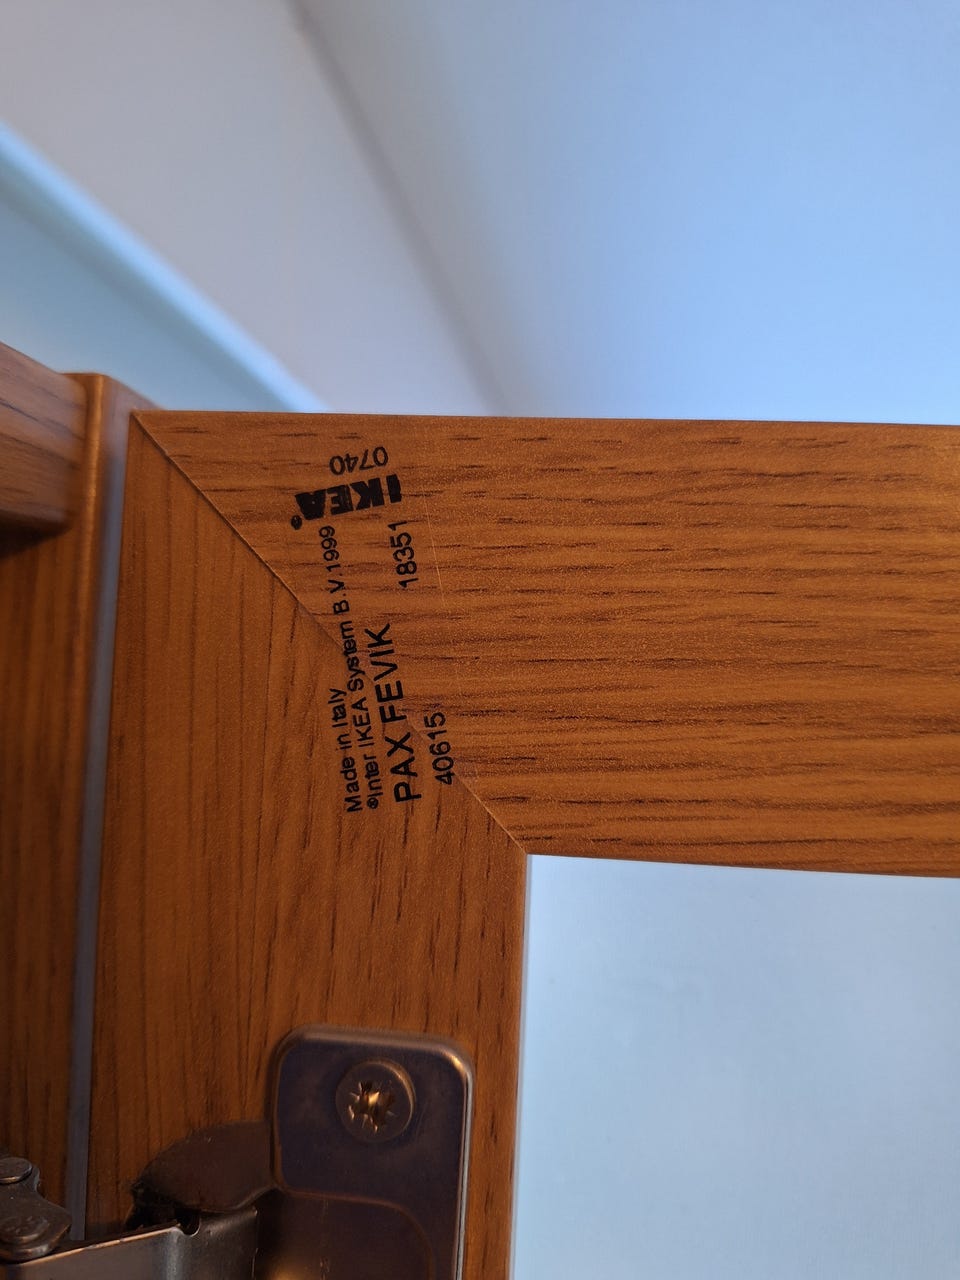 Made in Italy
©Inter IKEA System B.V.1999
PAX FEVIK 18351
40615
IKEA®
0740